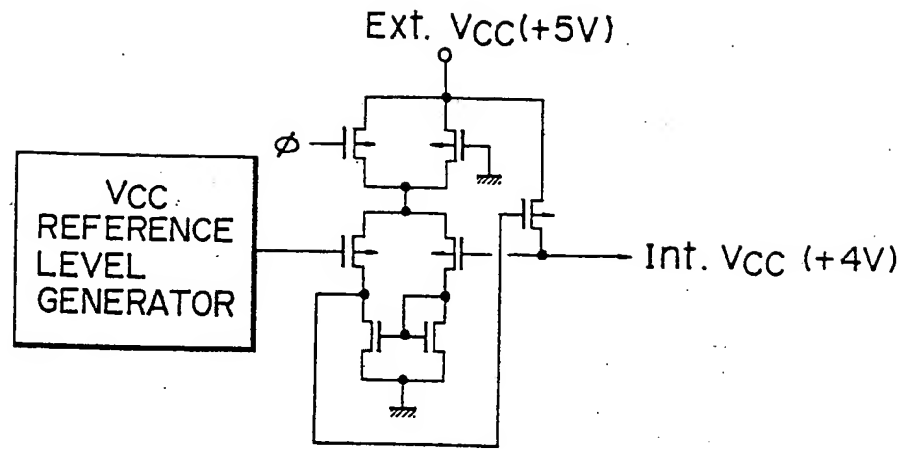 Ext. VCC(+5V)
ϕ
VCC
REFERENCE
LEVEL
GENERATOR
Int. VCC (+4V)